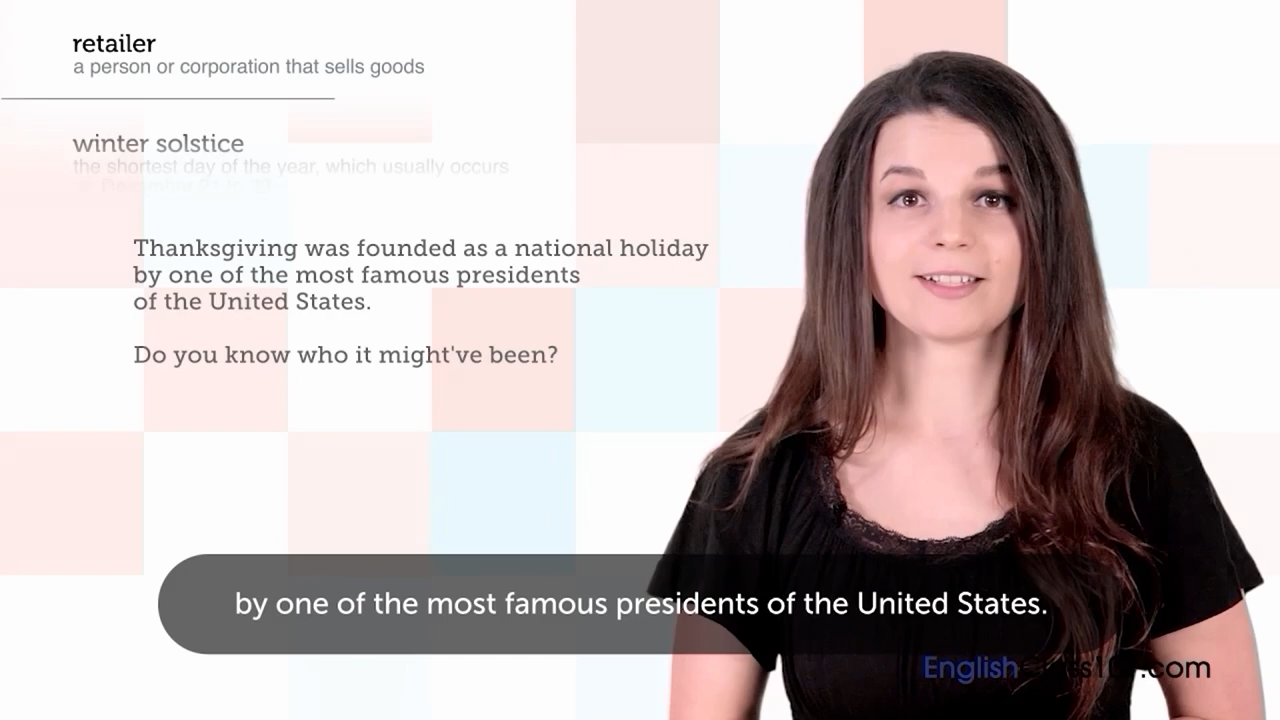 retailer
a person or corporation that sells goods
winter solstice
the shortest day of the year, which usually occurs
Thanksgiving was founded as a national holiday
by one of the most famous presidents
of the United States.
Do you know who it might've been?
by one of the most famous presidents of the United States.
English .com